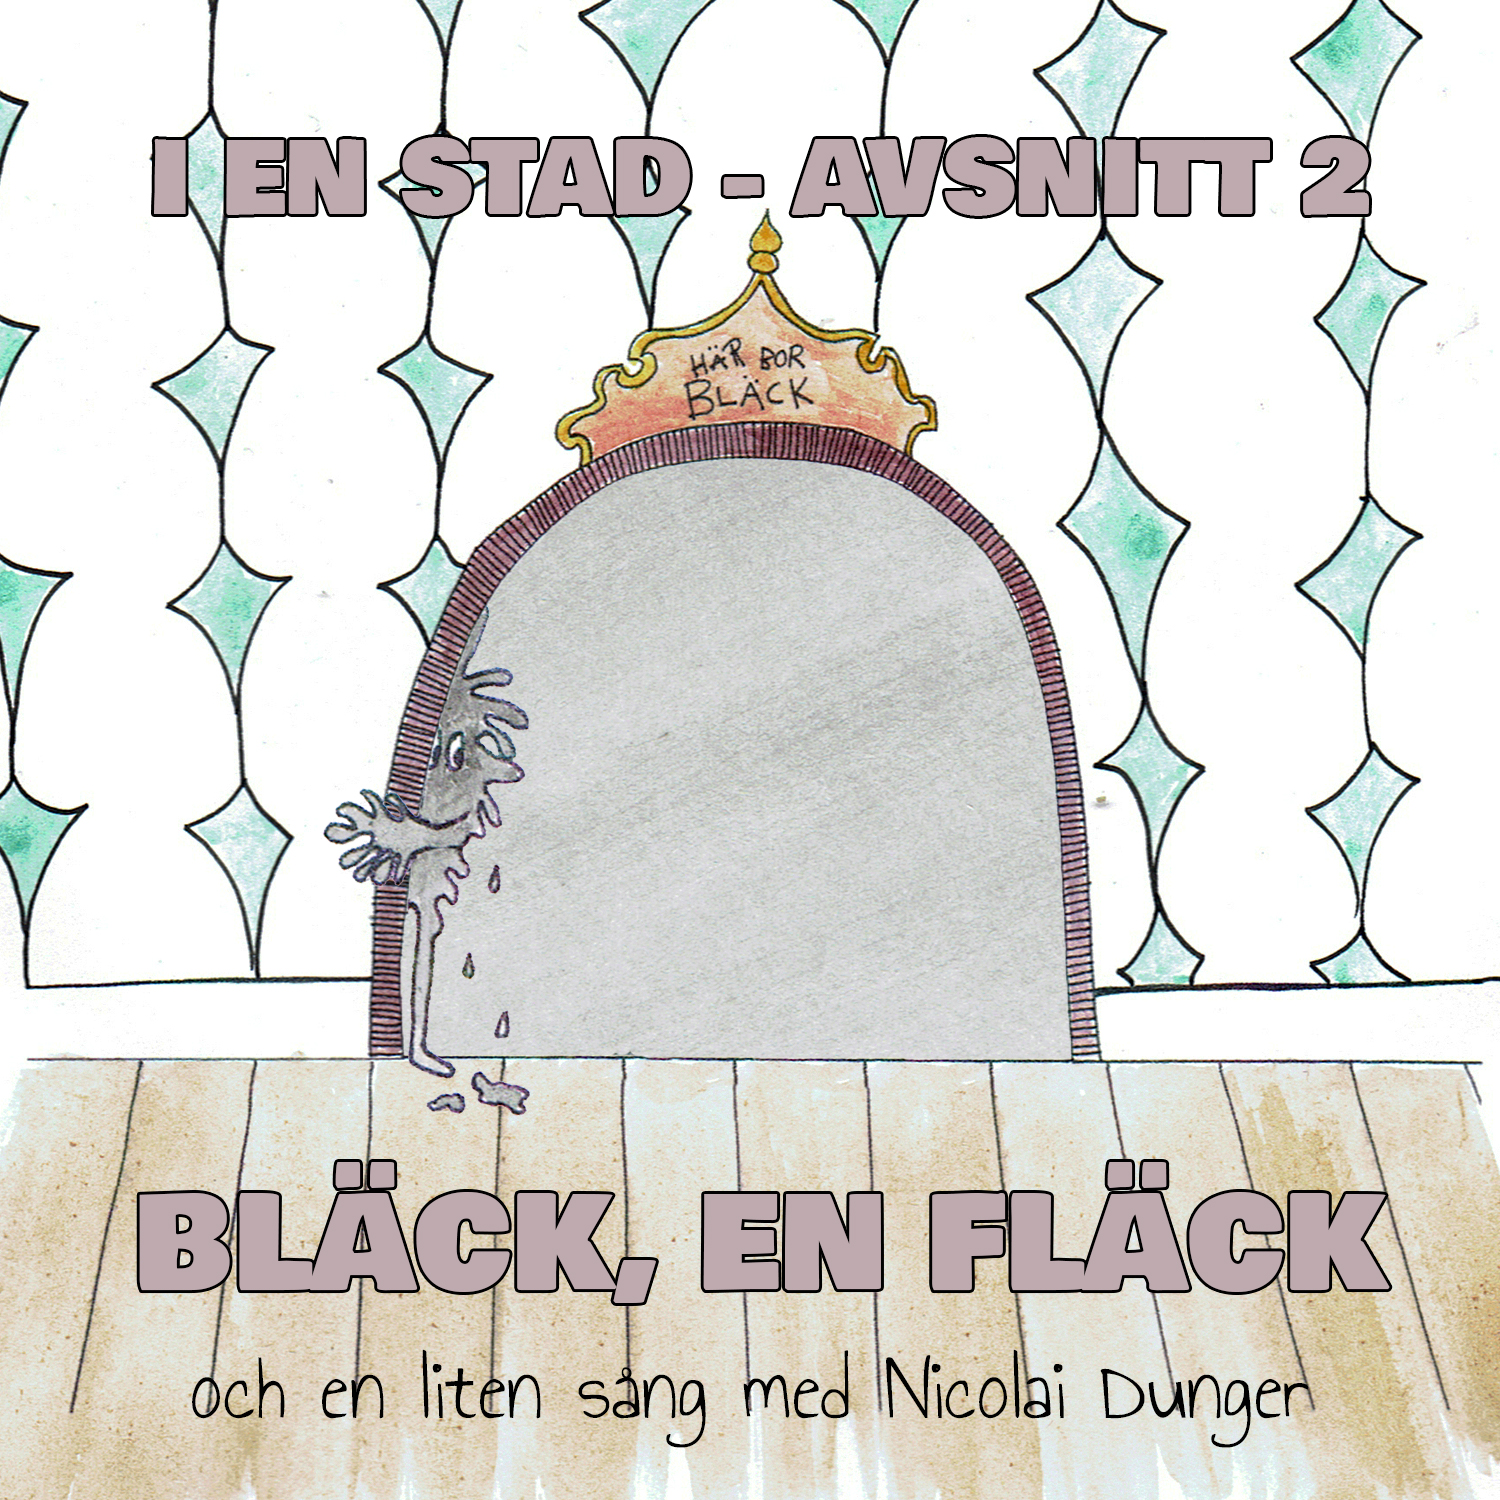 I EN STAD - AVSNITT 2
HÄR BOR
BLÄCK
BLÄCK, EN FLÄCK
och en liten sång med Nicolai Dunger